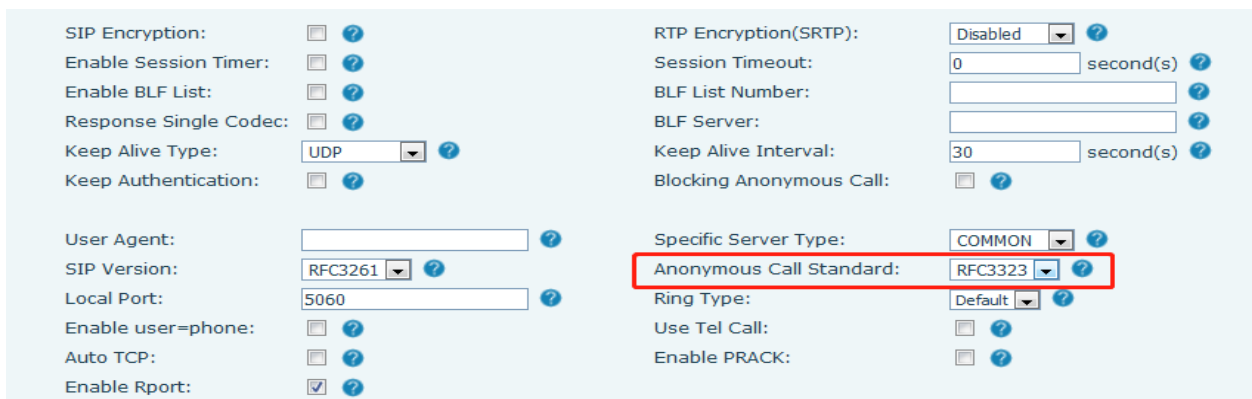 SIP Encryption: ? RTP Encryption(SRTP): Disabled ?
Enable Session Timer: ? Session Timeout: 0 second(s) ?
Enable BLF List: ? BLF List Number: ?
Response Single Codec: ? BLF Server: ?
Keep Alive Type: UDP ? Keep Alive Interval: 30 second(s) ?
Keep Authentication: ? Blocking Anonymous Call: ?
User Agent: ? Specific Server Type: COMMON ?
SIP Version: RFC3261 ? Anonymous Call Standard: RFC3323 ?
Local Port: 5060 ? Ring Type: Default ?
Enable user=phone: ? Use Tel Call: ?
Auto TCP: ? Enable PRACK: ?
Enable Rport: ?